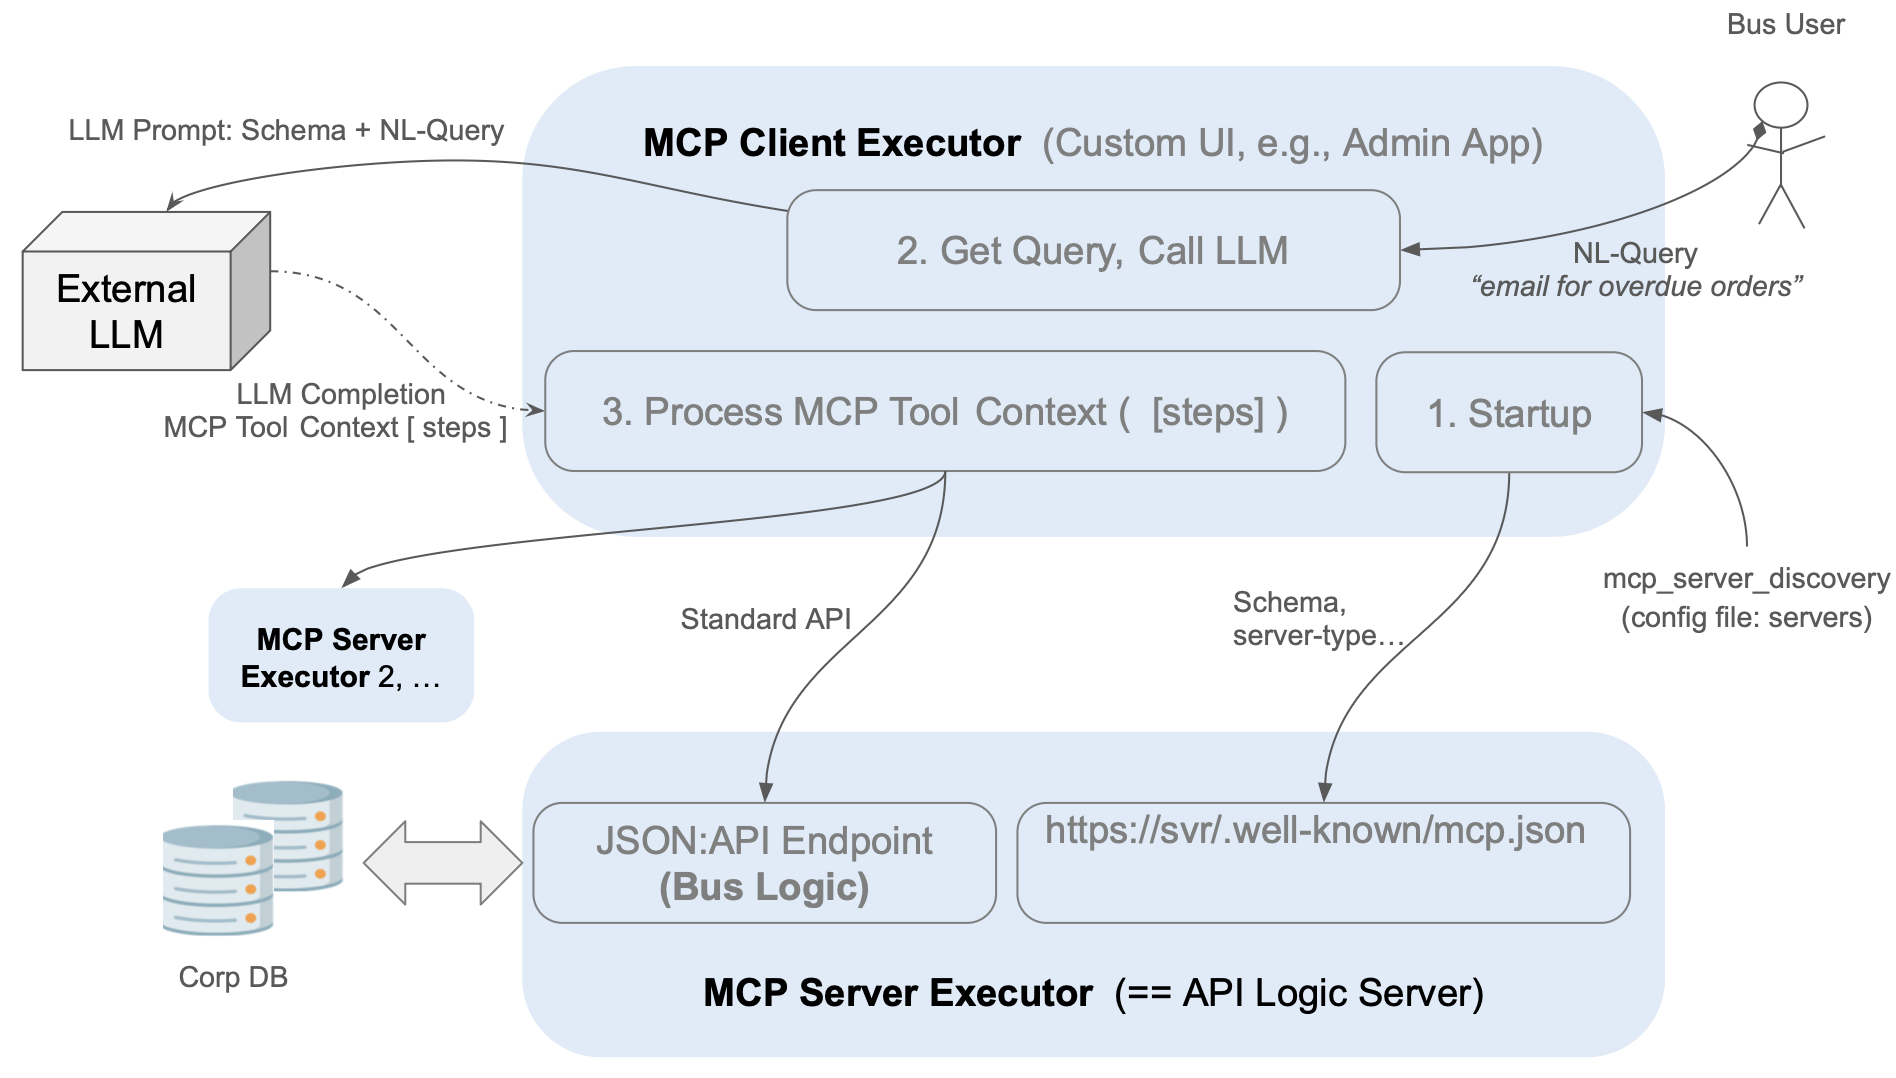 Bus User
LLM Prompt: Schema + NL-Query
MCP Client Executor (Custom UI, e.g., Admin App)
2. Get Query, Call LLM
NL-Query
“email for overdue orders”
External
LLM
LLM Completion
MCP Tool Context [ steps ]
3. Process MCP Tool Context ( [steps] )
1. Startup
mcp_server_discovery
(config file: servers)
Schema,
server-type…
Standard API
MCP Server
Executor 2, …
JSON:API Endpoint
(Bus Logic)
https://svr/.well-known/mcp.json
Corp DB
MCP Server Executor (== API Logic Server)